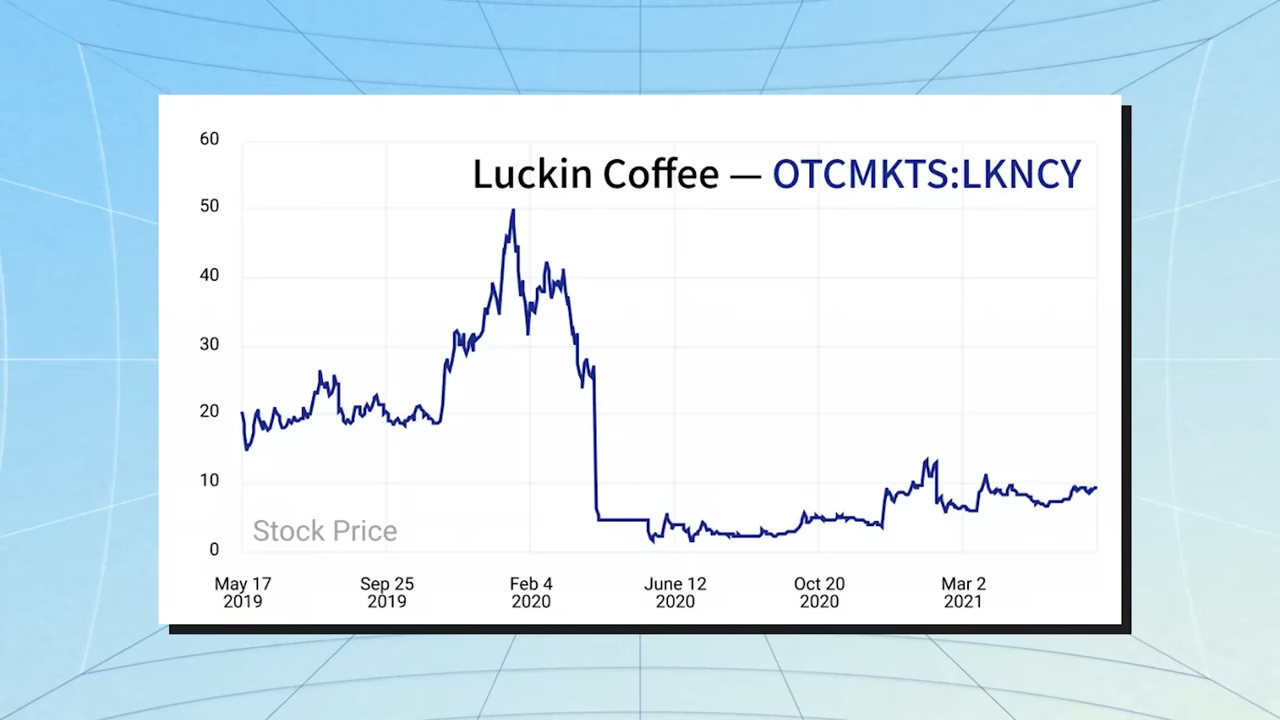 60
Luckin Coffee — OTCMKTS:LKNCY
50
40
30
20
10
Stock Price
0
May 17 Sep 25 Feb 4 June 12 Oct 20 Mar 2
2019 2019 2020 2020 2020 2021